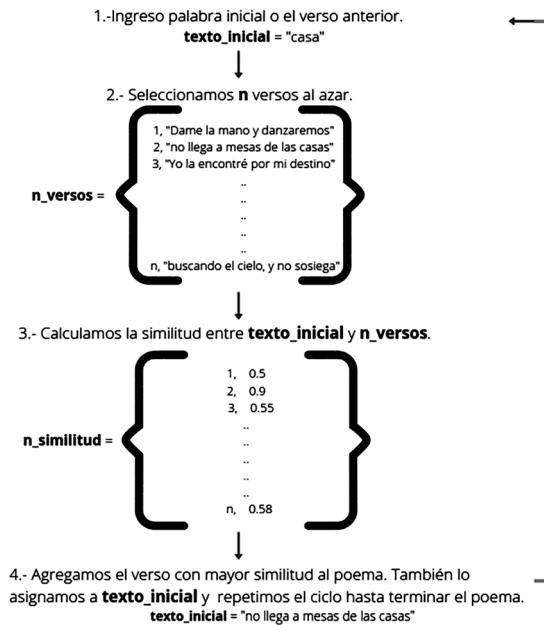 1.-Ingreso palabra inicial o el verso anterior.
texto_inicial = "casa"
2.- Seleccionamos n versos al azar.
n_versos =
1, "Dame la mano y danzaremos"
2, "no llega a mesas de las casas"
3, "Yo la encontré por mi destino"
..
..
..
..
..
n, "buscando el cielo, y no sosiega"
3.- Calculamos la similitud entre texto_inicial y n_versos.
n_similitud =
1, 0.5
2, 0.9
3, 0.55
..
..
..
..
..
n, 0.58
4.- Agregamos el verso con mayor similitud al poema. También lo
asignamos a texto_inicial y repetimos el ciclo hasta terminar el poema.
texto_inicial = "no llega a mesas de las casas"